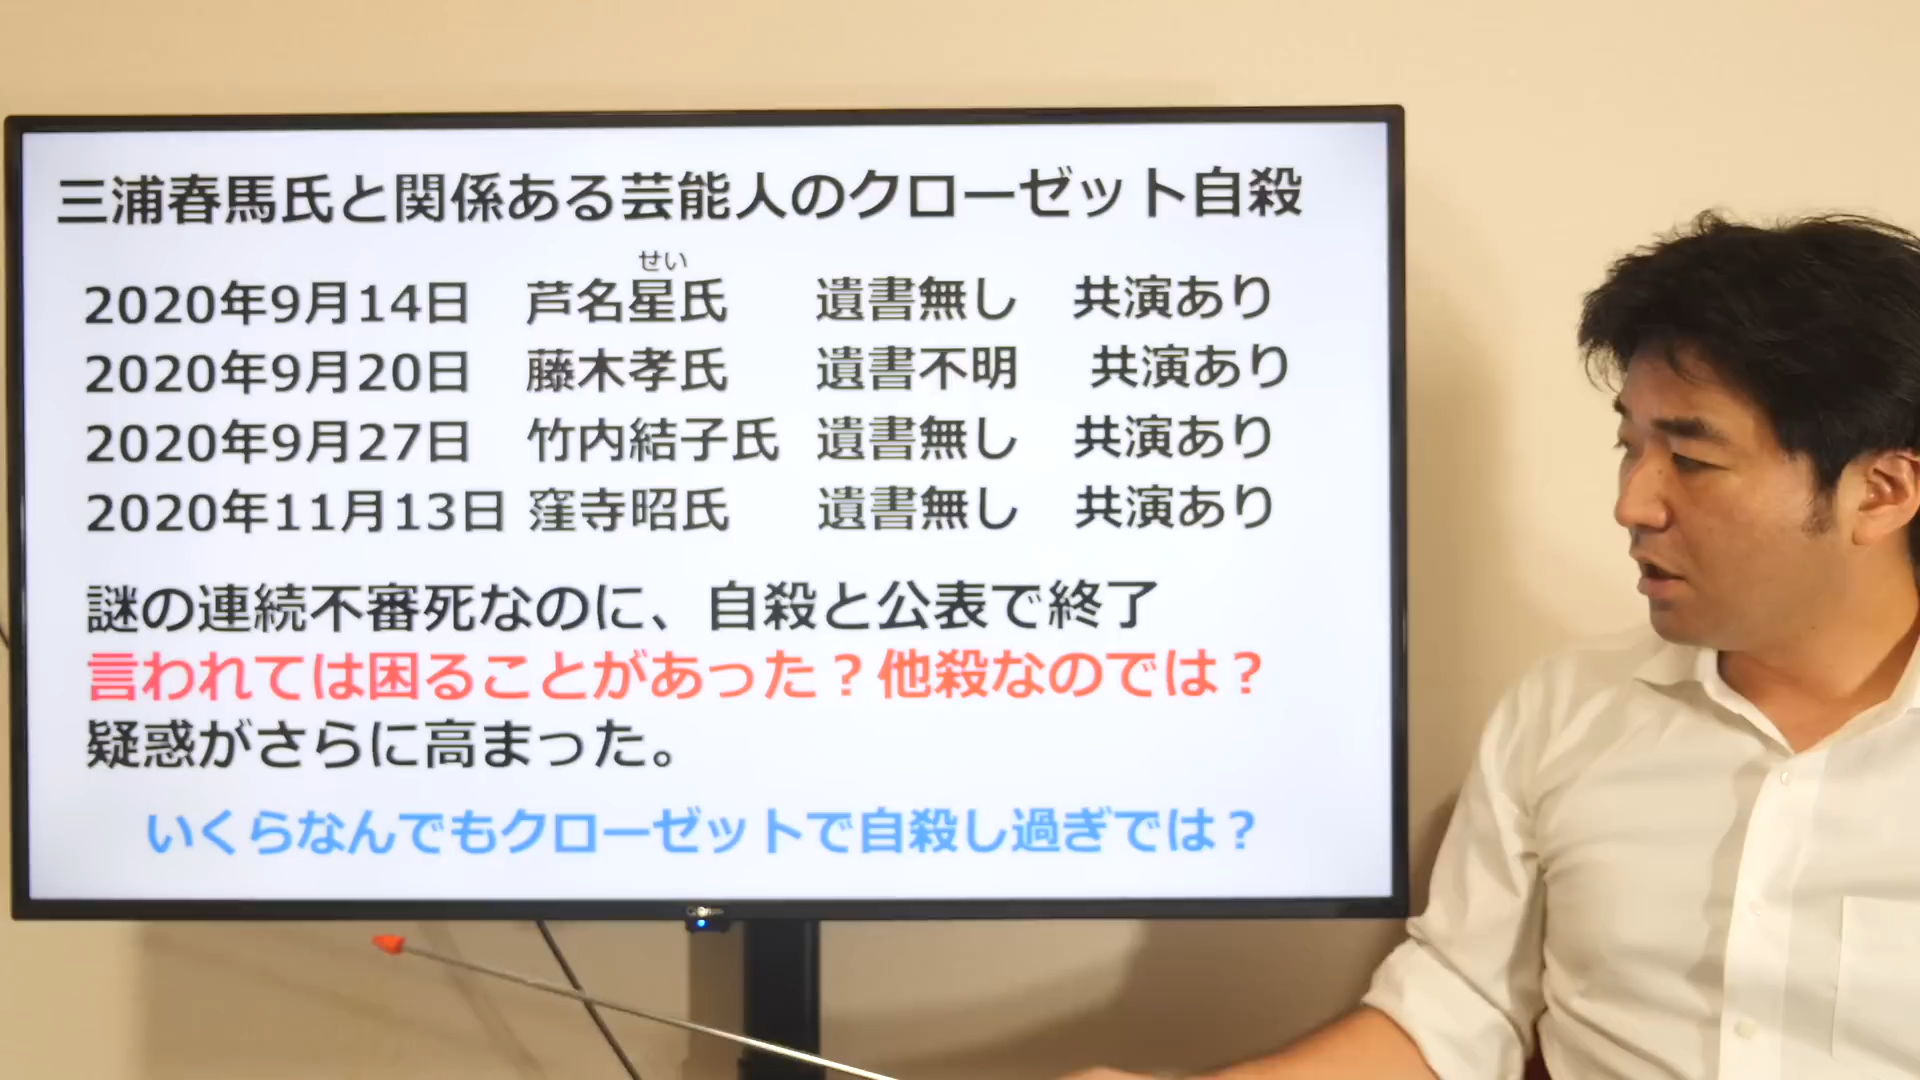 三浦春馬氏と関係ある芸能人のクローゼット自殺
せい
2020年9月14日 芦名星氏 遺書無し 共演あり
2020年9月20日 藤木孝氏 遺書不明 共演あり
2020年9月27日 竹内結子氏 遺書無し 共演あり
2020年11月13日 窪寺昭氏 遺書無し 共演あり
謎の連続不審死なのに、自殺と公表で終了
言われては困ることがあった？他殺なのでは？
疑惑がさらに高まった。
いくらなんでもクローゼットで自殺し過ぎでは？